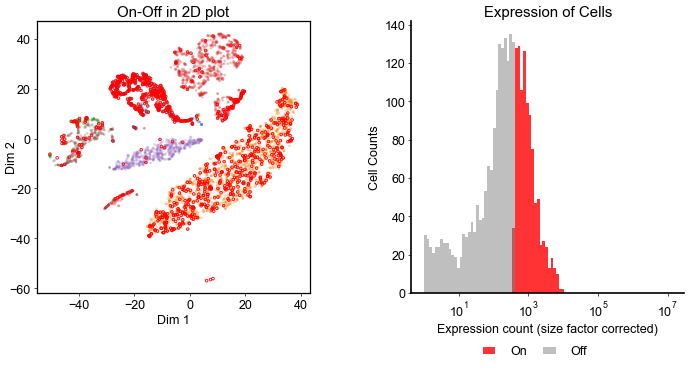 On-Off in 2D plot
Dim 2
40
20
0
−20
−40
−60
−40 −20 0 20 40
Dim 1
Expression of Cells
Cell Counts
140
120
100
80
60
40
20
0
10^1 10^3 10^5 10^7
Expression count (size factor corrected)
On Off